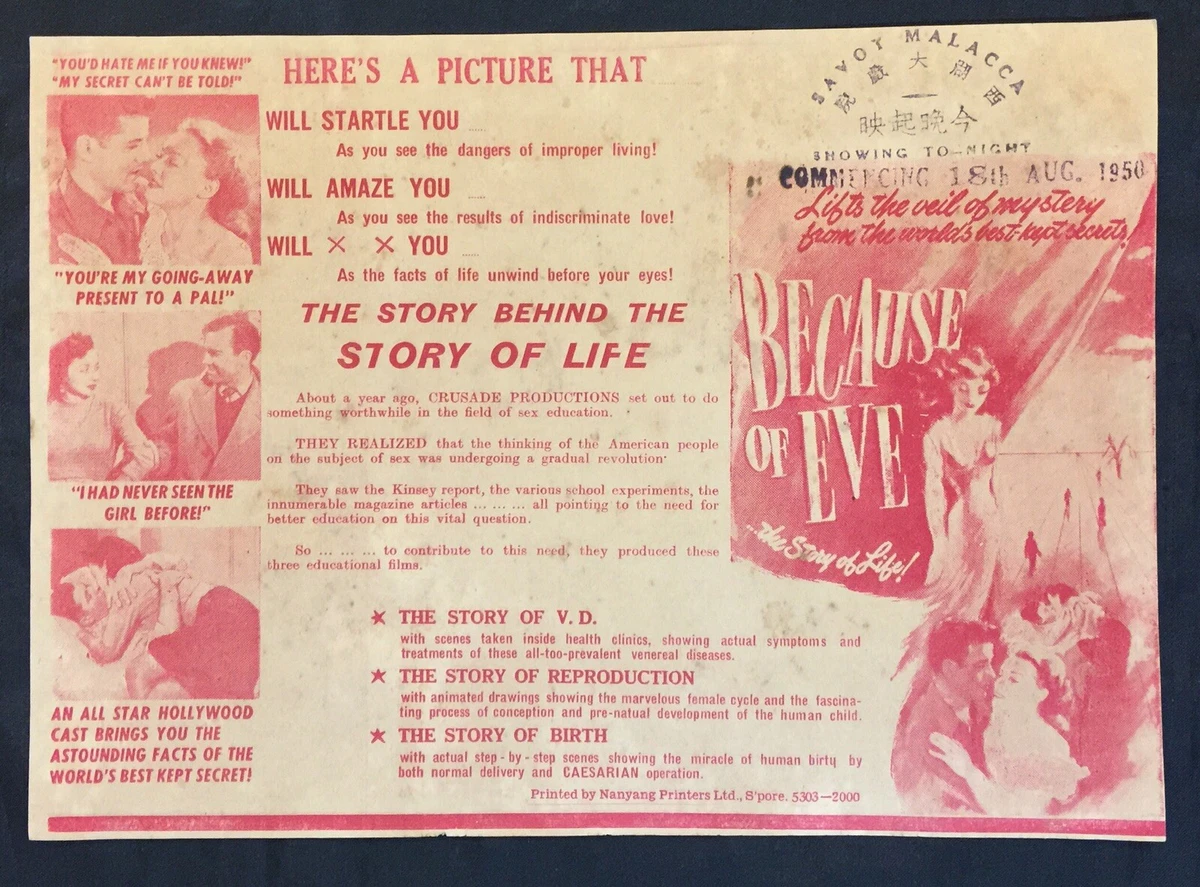 "YOU'D HATE ME IF YOU KNEW!"
"MY SECRET CAN'T BE TOLD!"
"YOU'RE MY GOING-AWAY
PRESENT TO A PAL!"
"I HAD NEVER SEEN THE
GIRL BEFORE!"
AN ALL STAR HOLLYWOOD
CAST BRINGS YOU THE
ASTOUNDING FACTS OF THE
WORLD'S BEST KEPT SECRET!
HERE'S A PICTURE THAT
WILL STARTLE YOU ......
As you see the dangers of improper living!
WILL AMAZE YOU ......
As you see the results of indiscriminate love!
WILL × × YOU ......
As the facts of life unwind before your eyes!
THE STORY BEHIND THE
STORY OF LIFE
About a year ago, CRUSADE PRODUCTIONS set out to do
something worthwhile in the field of sex education.
THEY REALIZED that the thinking of the American people
on the subject of sex was undergoing a gradual revolution·
They saw the Kinsey report, the various school experiments, the
innumerable magazine articles ... ... ... all pointing to the need for
better education on this vital question.
So ... ... ... to contribute to this need, they produced these
three educational films.
★ THE STORY OF V. D.
with scenes taken inside health clinics, showing actual symptoms and
treatments of these all-too-prevalent venereal diseases.
★ THE STORY OF REPRODUCTION
with animated drawings showing the marvelous female cycle and the fascina-
ting process of conception and pre-natual development of the human child.
★ THE STORY OF BIRTH
with actual step - by - step scenes showing the miracle of human birty by
both normal delivery and CAESARIAN operation.
Printed by Nanyang Printers Ltd., S'pore. 5303—2000
SAVOY MALACCA
西 大戲院
今晚起映
SHOWING TO—NIGHT
COMMENCING 18th AUG. 1950
Lifts the veil of mystery
from the world's best-kept secrets!
BECAUSE
OF EVE
...the Story of Life!